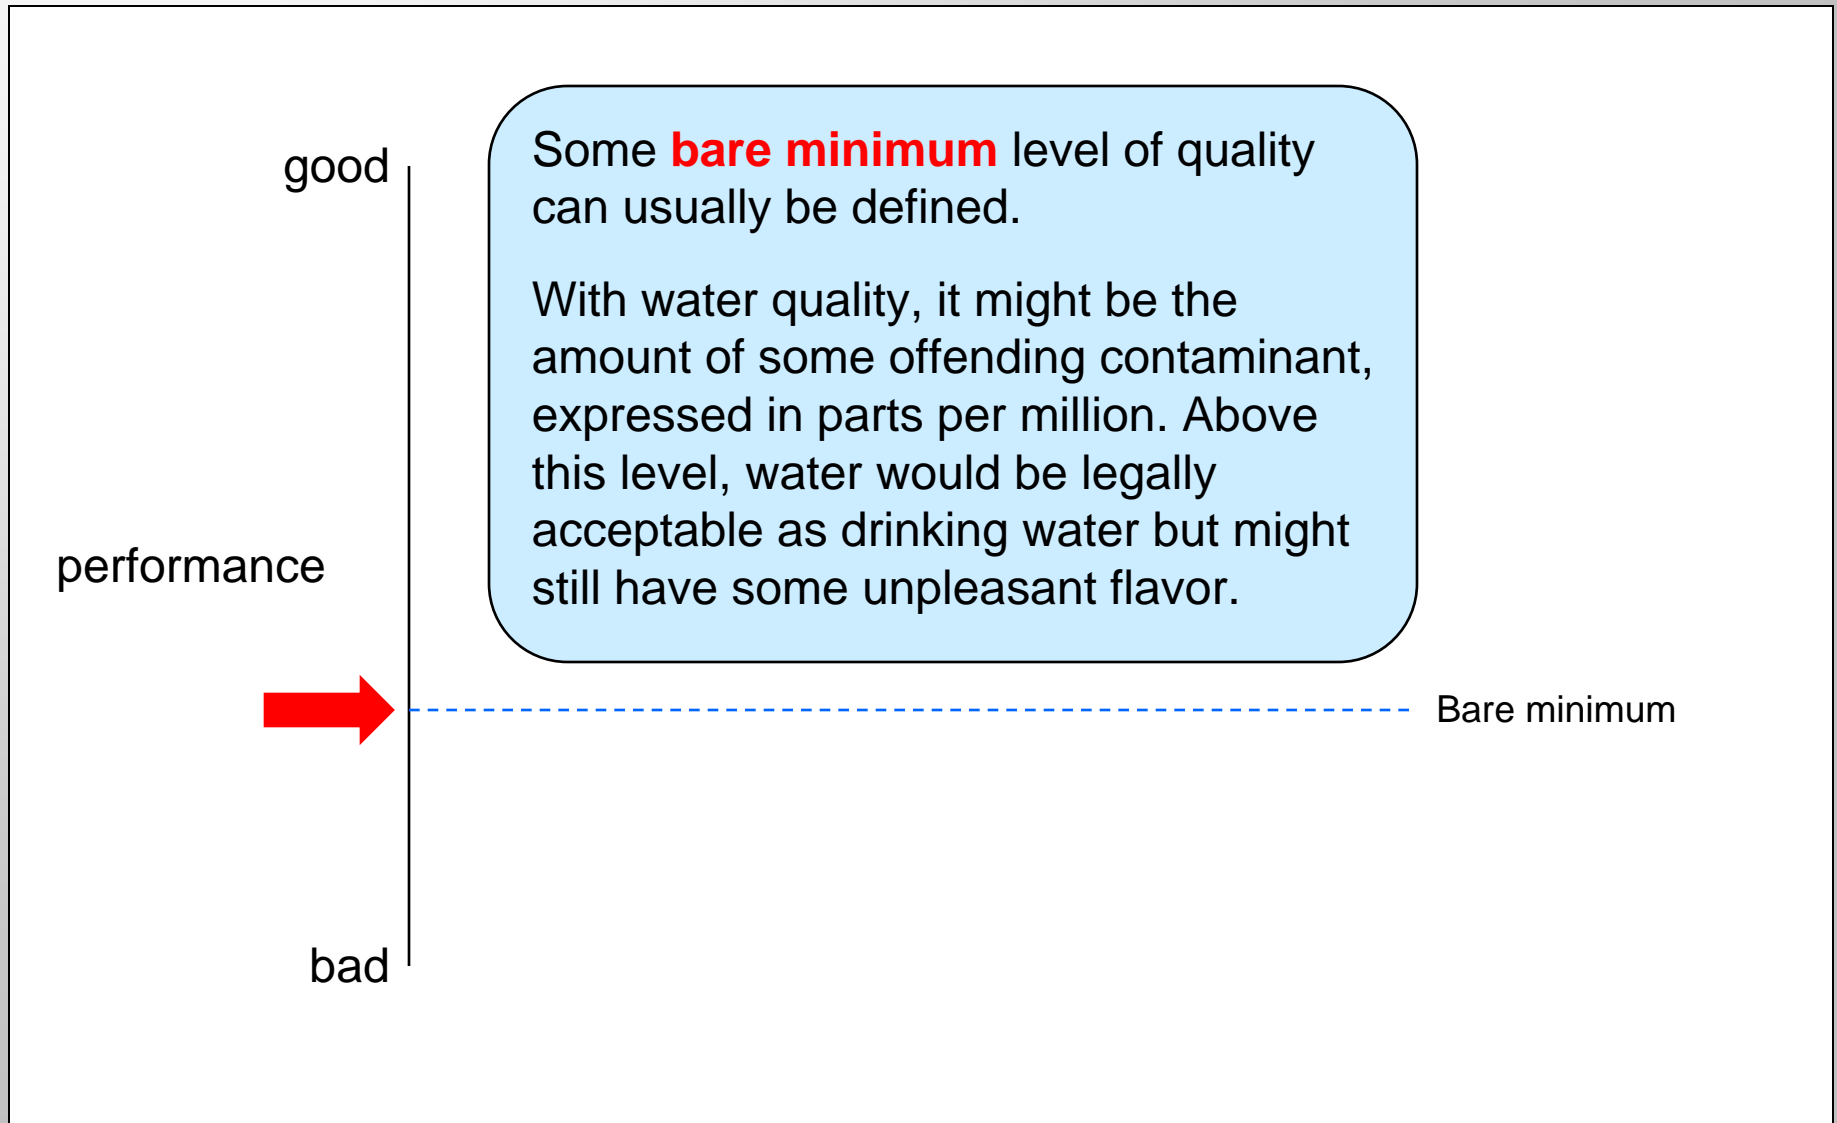 good
Some bare minimum level of quality
can usually be defined.
With water quality, it might be the
amount of some offending contaminant,
expressed in parts per million. Above
this level, water would be legally
acceptable as drinking water but might
still have some unpleasant flavor.
performance
Bare minimum
bad